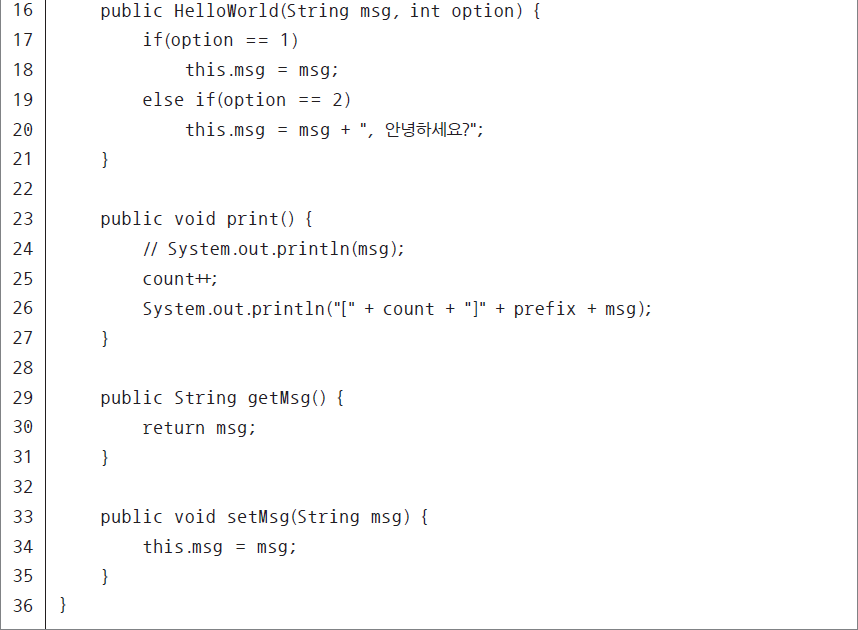 16 public HelloWorld(String msg, int option) {
17 if(option == 1)
18 this.msg = msg;
19 else if(option == 2)
20 this.msg = msg + ", 안녕하세요?";
21 }
22
23 public void print() {
24 // System.out.println(msg);
25 count++;
26 System.out.println("[" + count + "]" + prefix + msg);
27 }
28
29 public String getMsg() {
30 return msg;
31 }
32
33 public void setMsg(String msg) {
34 this.msg = msg;
35 }
36 }